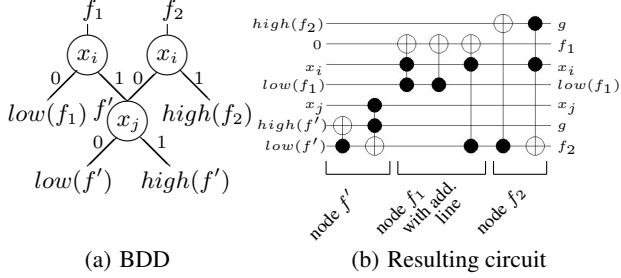 f₁ f₂
xᵢ xᵢ
0 1 0 1
low(f₁) f′ high(f₂)
xⱼ
0 1
low(f′) high(f′)
(a) BDD
high(f₂) g
0 f₁
xᵢ xᵢ
low(f₁) low(f₁)
xⱼ xⱼ
high(f′) g
low(f′) f₂
node f′
node f₁
with add.
line
node f₂
(b) Resulting circuit